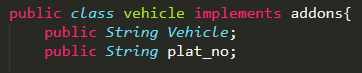 public class vehicle implements addons{
public String Vehicle;
public String plat_no;